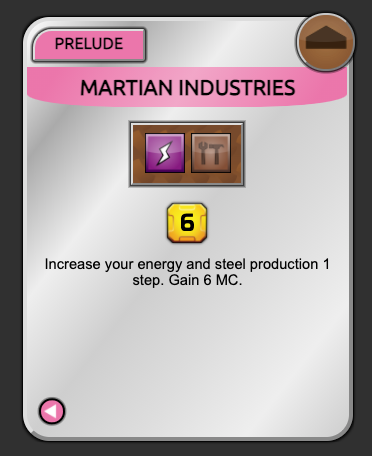 PRELUDE
MARTIAN INDUSTRIES
6
Increase your energy and steel production 1
step. Gain 6 MC.